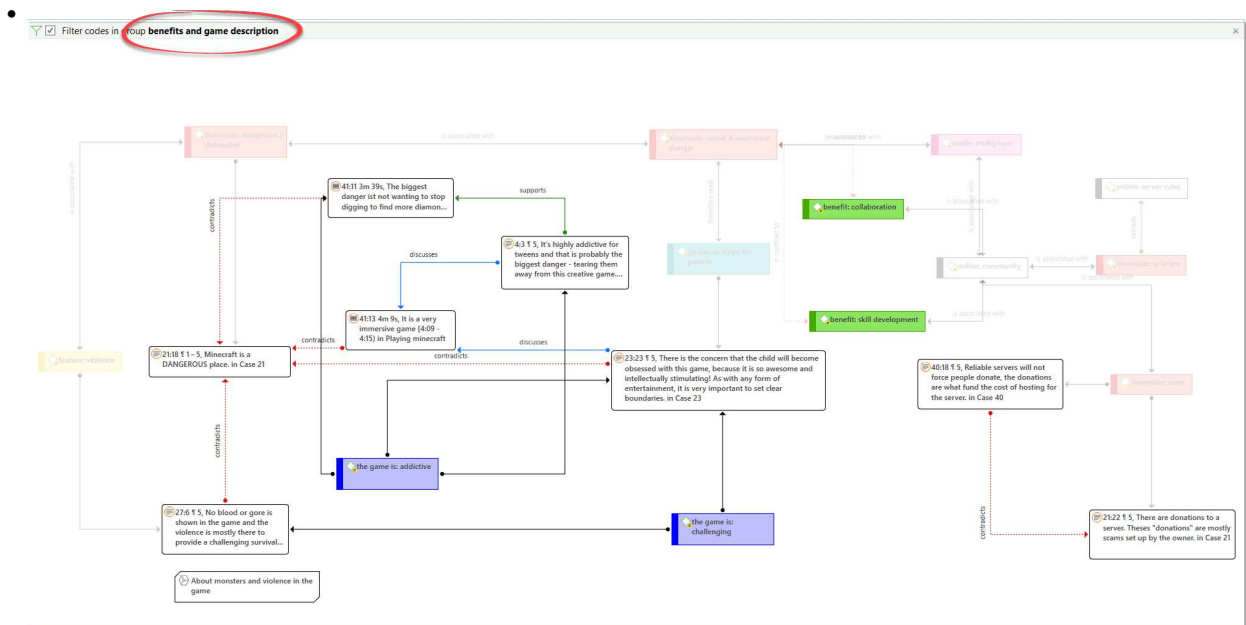 Filter codes in group benefits and game description
downside: dangerous /
distractive
is associated with
downside: social & emotional
danger
mode: multiplayer
is associated with
41:11 3m 39s, The biggest
danger ist not wanting to stop
digging to find more diamon...
supports
contradicts
online: server rules
benefit: collaboration
is associated with
is associated with
4:3 ¶ 5, It's highly addictive for
tweens and that is probably the
biggest danger - tearing them
away from this creative game....
discusses
in contrast to
remedy
online: community
is associated with
downside: griefers
is associated with
41:13 4m 9s, It is a very
immersive game [4:09 -
4:15) in Playing minecraft
benefit: skill development
is associated with
contradicts
discusses
contradicts
21:18 ¶ 1 – 5, Minecraft is a
DANGEROUS place. in Case 21
23:23 ¶ 5, There is the concern that the child will become
obsessed with this game, because it is so awesome and
intellectually stimulating! As with any form of
entertainment, it is very important to set clear
boundaries. in Case 23
40:18 ¶ 5, Reliable servers will not
force people donate, the donations
are what fund the cost of hosting for
the server. in Case 40
contradicts
the game is: addictive
27:6 ¶ 5, No blood or gore is
shown in the game and the
violence is mostly there to
provide a challenging survival...
the game is:
challenging
contradicts
21:22 ¶ 5, There are donations to a
server. Theses "donations" are mostly
scams set up by the owner. in Case 21
About monsters and violence in the
game